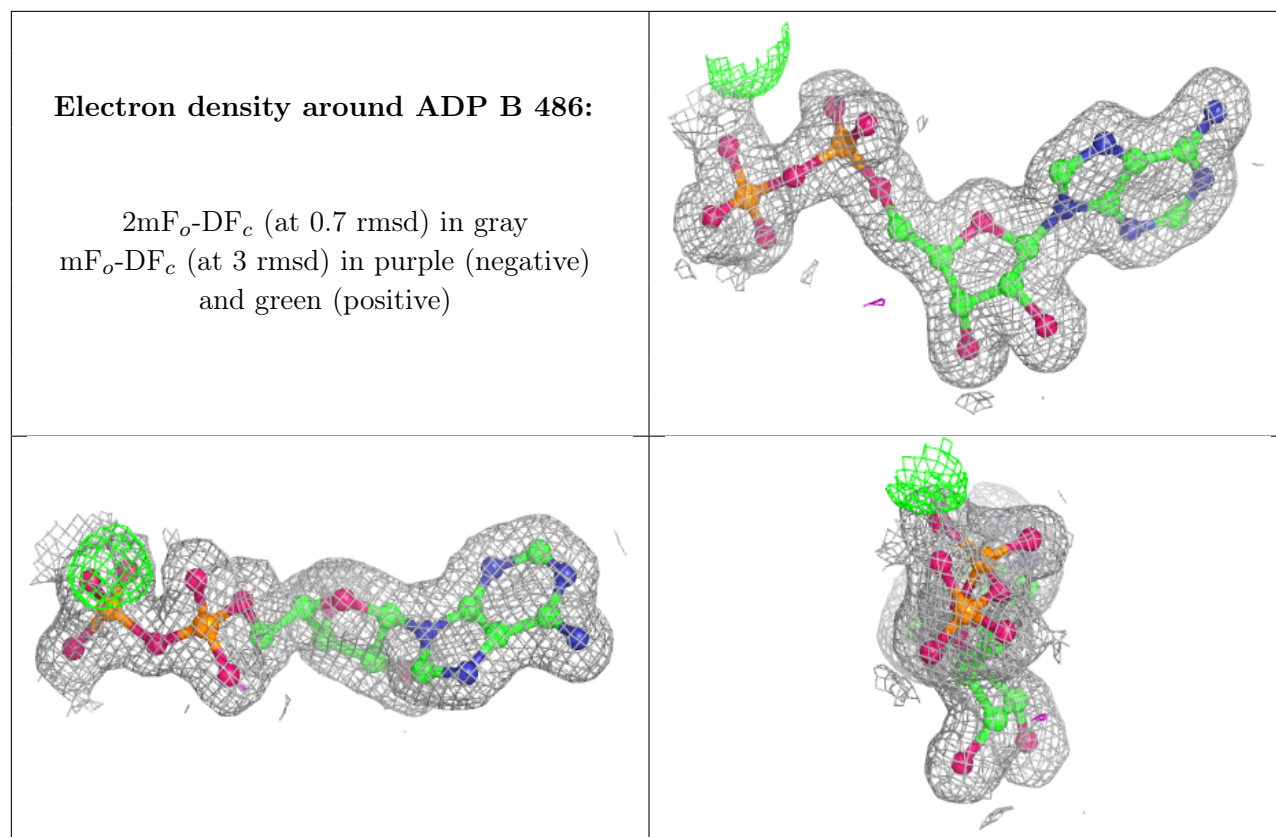 Electron density around ADP B 486:
2mFₒ-DF𝒸 (at 0.7 rmsd) in gray
mFₒ-DF𝒸 (at 3 rmsd) in purple (negative)
and green (positive)